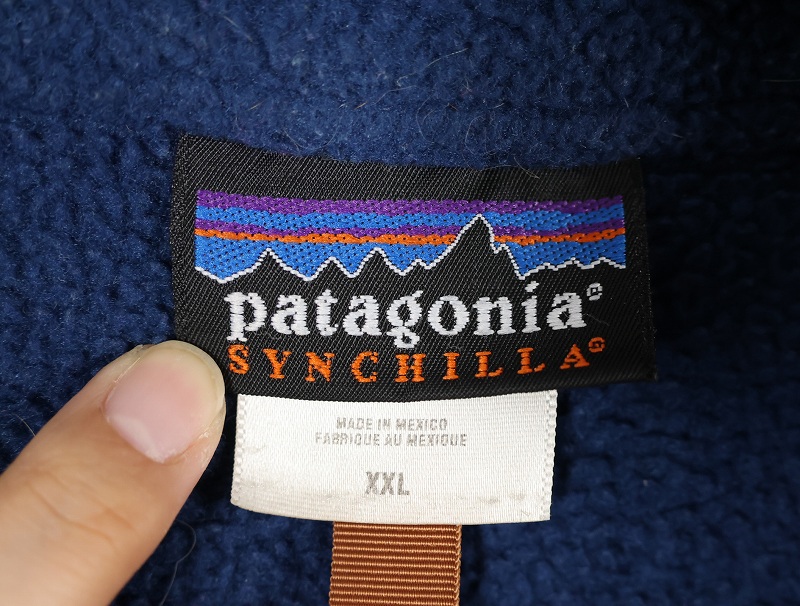 patagonia®
SYNCHILLA®
MADE IN MEXICO
FABRIQUE AU MEXIQUE
XXL